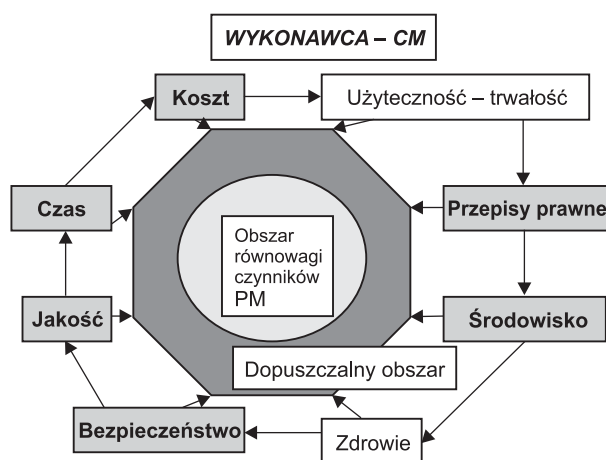 WYKONAWCA – CM
Koszt
Użyteczność – trwałość
Czas
Przepisy prawne
Obszar
równowagi
czynników
PM
Jakość
Środowisko
Dopuszczalny obszar
Bezpieczeństwo
Zdrowie